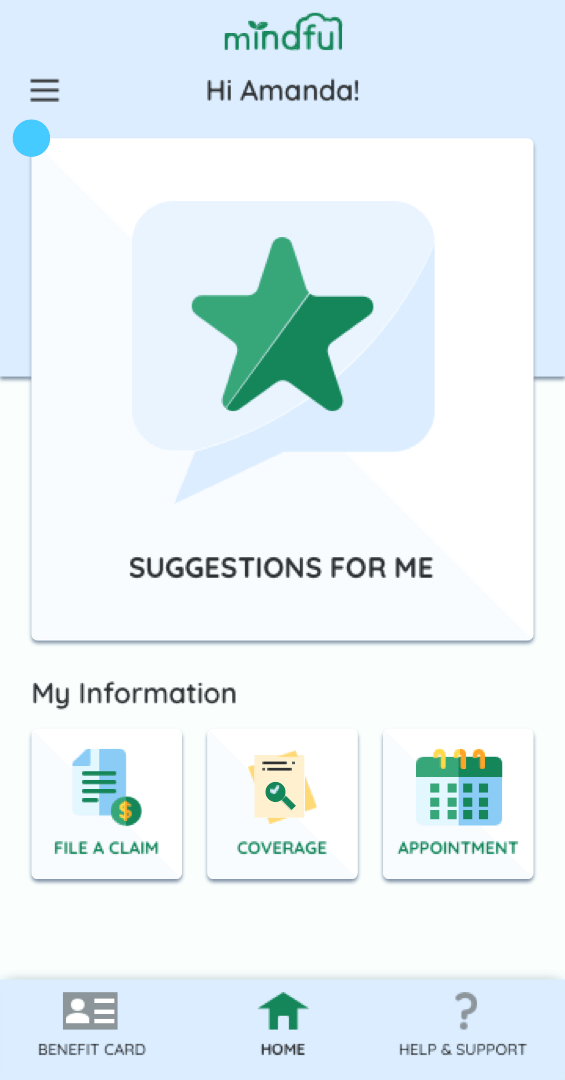 mindful
Hi Amanda!
SUGGESTIONS FOR ME
My Information
FILE A CLAIM
COVERAGE
APPOINTMENT
BENEFIT CARD
HOME
HELP & SUPPORT